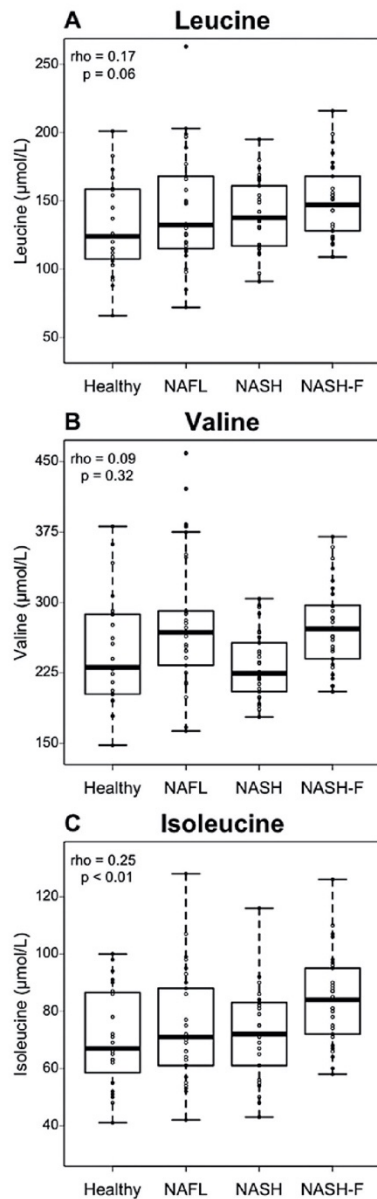 A Leucine
rho = 0.17
p = 0.06
Leucine (µmol/L)
250
200
150
100
50
Healthy NAFL NASH NASH-F
B Valine
rho = 0.09
p = 0.32
Valine (µmol/L)
450
375
300
225
150
Healthy NAFL NASH NASH-F
C Isoleucine
rho = 0.25
p < 0.01
Isoleucine (µmol/L)
120
100
80
60
40
Healthy NAFL NASH NASH-F